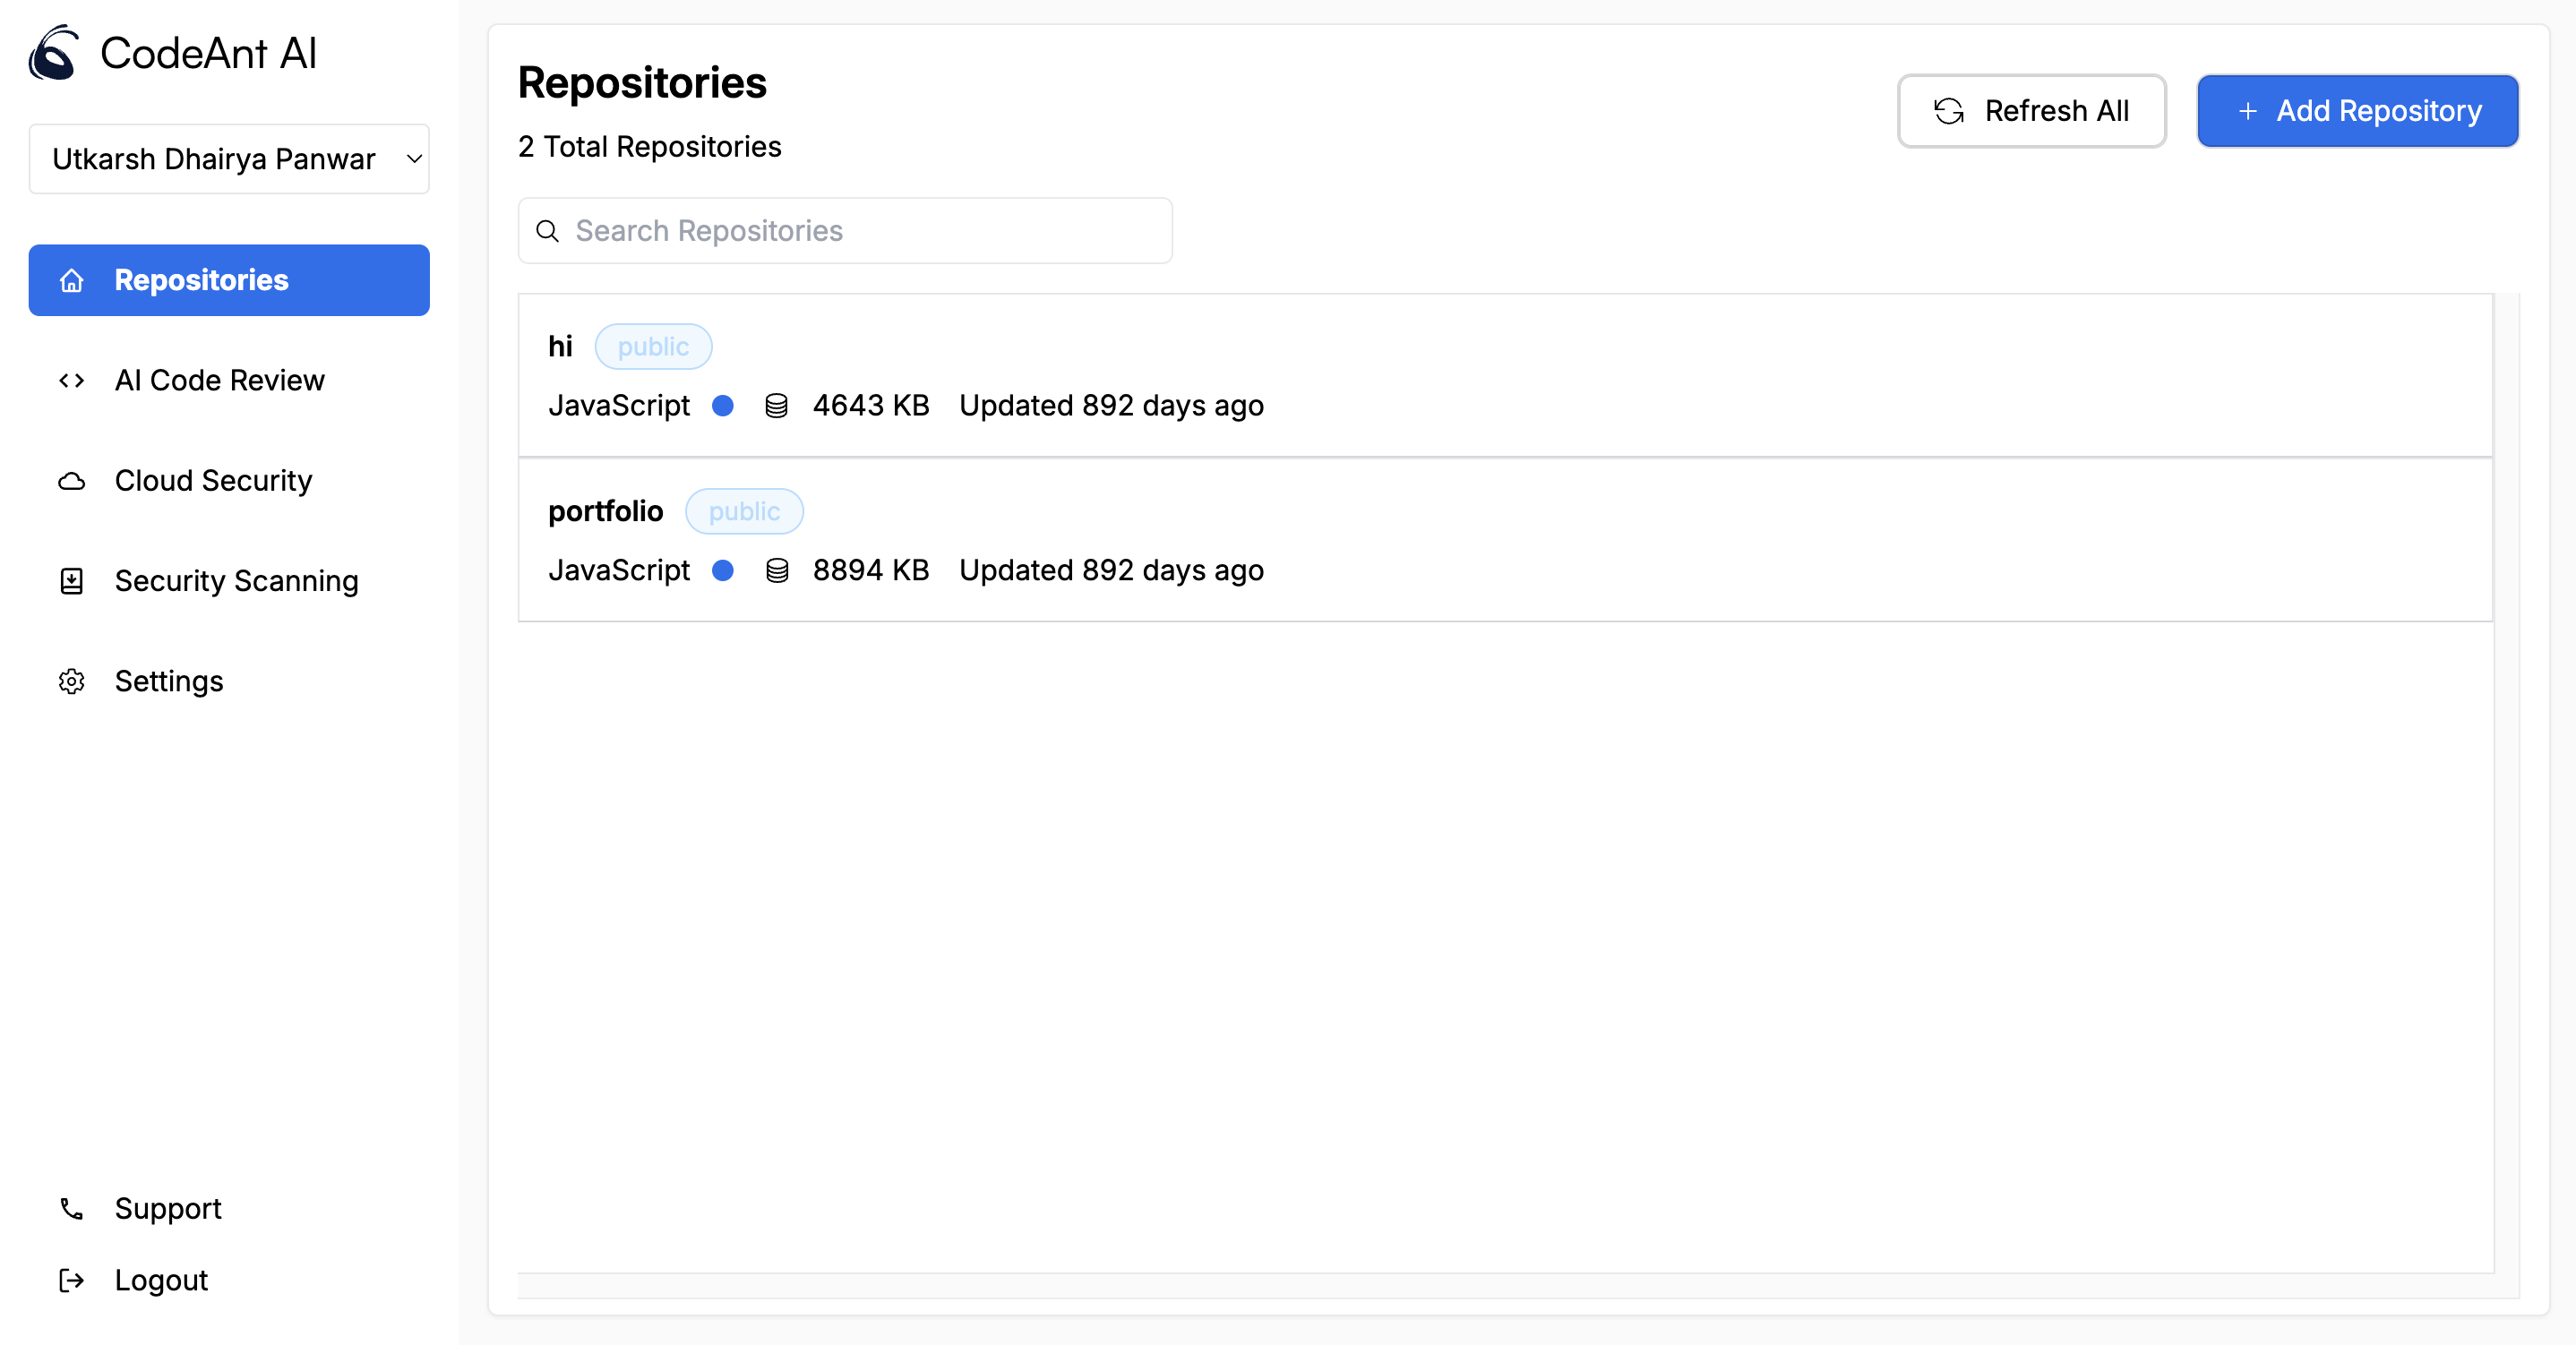 CodeAnt AI
Utkarsh Dhairya Panwar
Repositories
AI Code Review
Cloud Security
Security Scanning
Settings
Support
Logout
Repositories
2 Total Repositories
Refresh All
Add Repository
Search Repositories
hi public
JavaScript 4643 KB Updated 892 days ago
portfolio public
JavaScript 8894 KB Updated 892 days ago